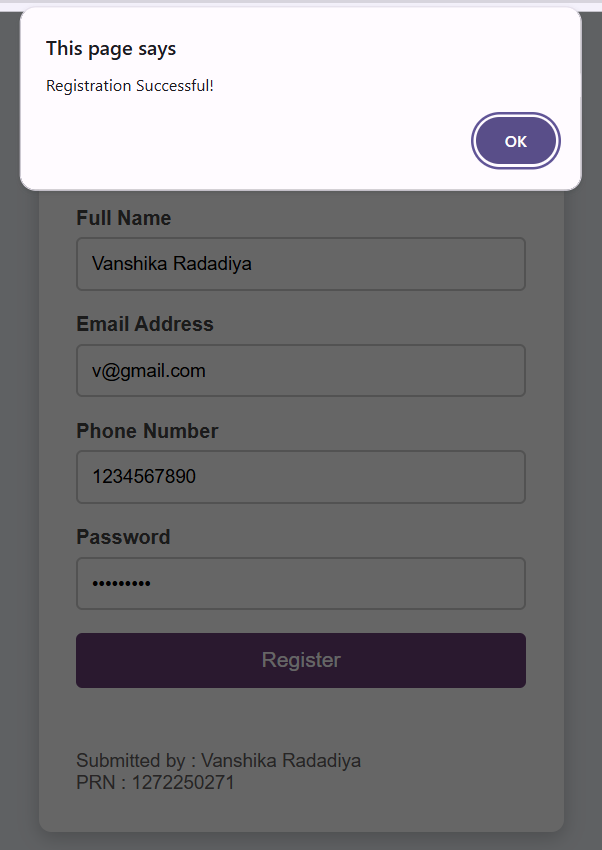 This page says
Registration Successful!
OK
Full Name
Vanshika Radadiya
Email Address
v@gmail.com
Phone Number
1234567890
Password
•••••••••
Register
Submitted by : Vanshika Radadiya
PRN : 1272250271